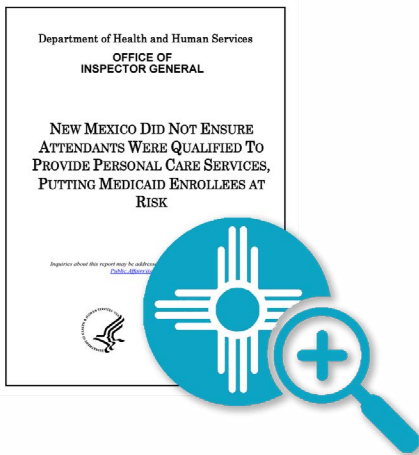 Department of Health and Human Services
OFFICE OF
INSPECTOR GENERAL
NEW MEXICO DID NOT ENSURE
ATTENDANTS WERE QUALIFIED TO
PROVIDE PERSONAL CARE SERVICES,
PUTTING MEDICAID ENROLLEES AT
RISK
Inquiries about this report may be
Public Affairs